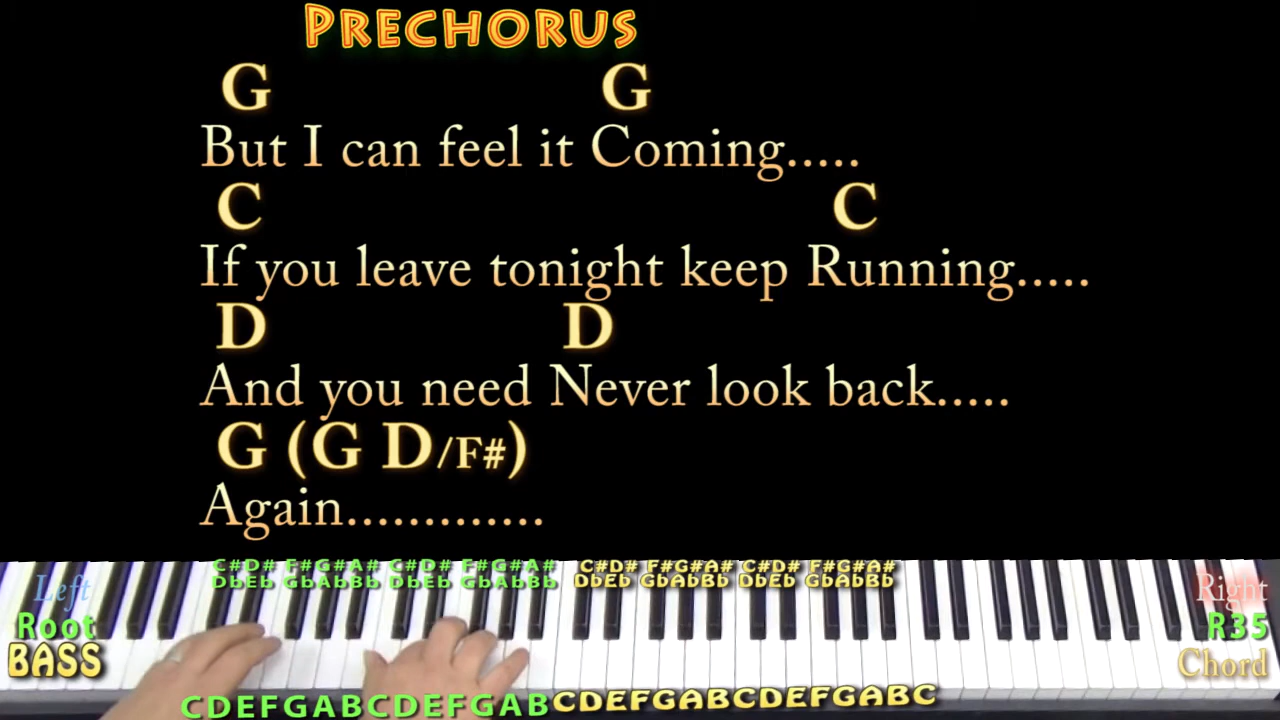 PRECHORUS
G G
But I can feel it Coming.....
C C
If you leave tonight keep Running.....
D D
And you need Never look back.....
G (G D/F#)
Again.............
C#D# F#G#A# C#D# F#G#A# C#D# F#G#A# C#D# F#G#A#
DbEb GbAbBb DbEb GbAbBb DbEb GbAbBb DbEb GbAbBb
Left Right
Root R35
BASS Chord
CDEFGABCDEFGABCDEFGABCDEFGABC